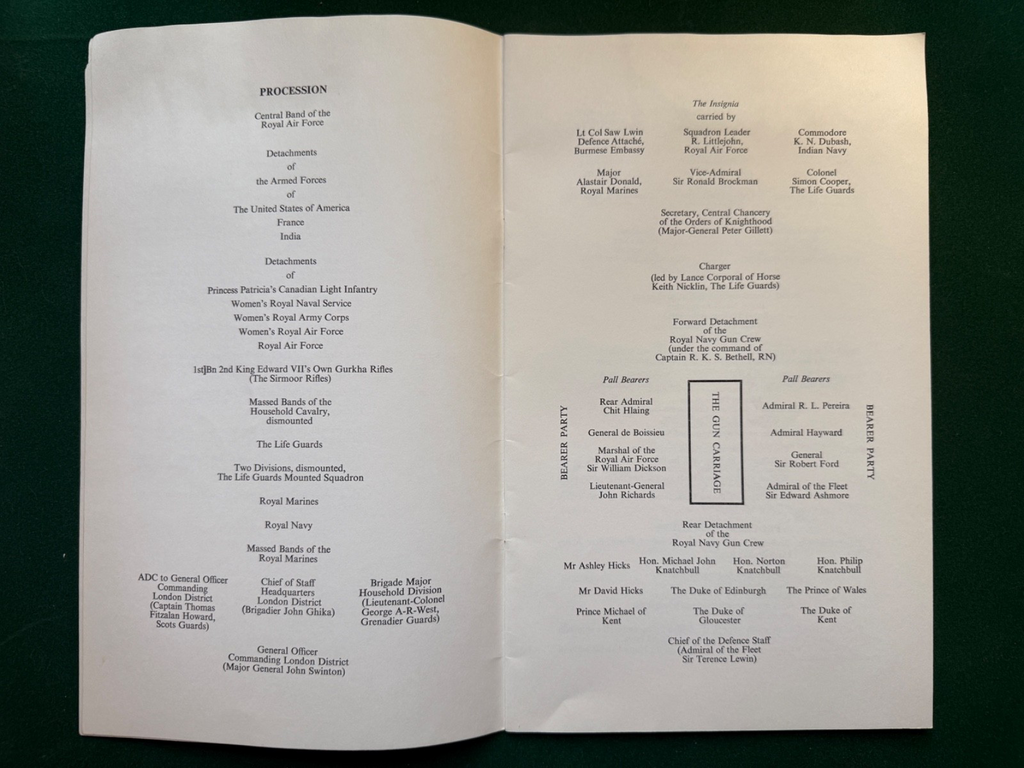 PROCESSION
Central Band of the
Royal Air Force
Detachments
of
the Armed Forces
of
The United States of America
France
India
Detachments
of
Princess Patricia's Canadian Light Infantry
Women's Royal Naval Service
Women's Royal Army Corps
Women's Royal Air Force
Royal Air Force
1st]Bn 2nd King Edward VII's Own Gurkha Rifles
(The Sirmoor Rifles)
Massed Bands of the
Household Cavalry,
dismounted
The Life Guards
Two Divisions, dismounted,
The Life Guards Mounted Squadron
Royal Marines
Royal Navy
Massed Bands of the
Royal Marines
ADC to General Officer
Commanding
London District
(Captain Thomas
Fitzalan Howard,
Scots Guards)
Chief of Staff
Headquarters
London District
(Brigadier John Ghika)
Brigade Major
Household Division
(Lieutenant-Colonel
George A-R-West,
Grenadier Guards)
General Officer
Commanding London District
(Major General John Swinton)
The Insignia
carried by
Lt Col Saw Lwin
Defence Attaché,
Burmese Embassy
Squadron Leader
R. Littlejohn,
Royal Air Force
Commodore
K. N. Dubash,
Indian Navy
Major
Alastair Donald,
Royal Marines
Vice-Admiral
Sir Ronald Brockman
Colonel
Simon Cooper,
The Life Guards
Secretary, Central Chancery
of the Orders of Knighthood
(Major-General Peter Gillett)
Charger
(led by Lance Corporal of Horse
Keith Nicklin, The Life Guards)
Forward Detachment
of the
Royal Navy Gun Crew
(under the command of
Captain R. K. S. Bethell, RN)
BEARER PARTY
Pall Bearers
Rear Admiral
Chit Hlaing
General de Boissieu
Marshal of the
Royal Air Force
Sir William Dickson
Lieutenant-General
John Richards
THE GUN CARRIAGE
Pall Bearers
Admiral R. L. Pereira
Admiral Hayward
General
Sir Robert Ford
Admiral of the Fleet
Sir Edward Ashmore
BEARER PARTY
Rear Detachment
of the
Royal Navy Gun Crew
Mr Ashley Hicks
Hon. Michael John
Knatchbull
Hon. Norton
Knatchbull
Hon. Philip
Knatchbull
Mr David Hicks
The Duke of Edinburgh
The Prince of Wales
Prince Michael of
Kent
The Duke of
Gloucester
The Duke of
Kent
Chief of the Defence Staff
(Admiral of the Fleet
Sir Terence Lewin)